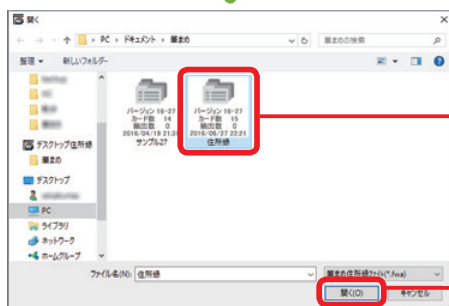 開く
PC › ドキュメント › 筆まめ
筆まめの検索
整理 新しいフォルダー
デスクトップ住所録
筆まめ
デスクトップ
PC
ライブラリ
ネットワーク
ホームグループ
バージョン 16-27
カード数 14
抽出数 0
2016/04/19 21:35
サンプル27
バージョン 16-27
カード数 15
抽出数 0
2016/06/27 22:21
住所録
ファイル名(N): 住所録
筆まめ住所録ファイル(*.fwa)
開く(O) キャンセル